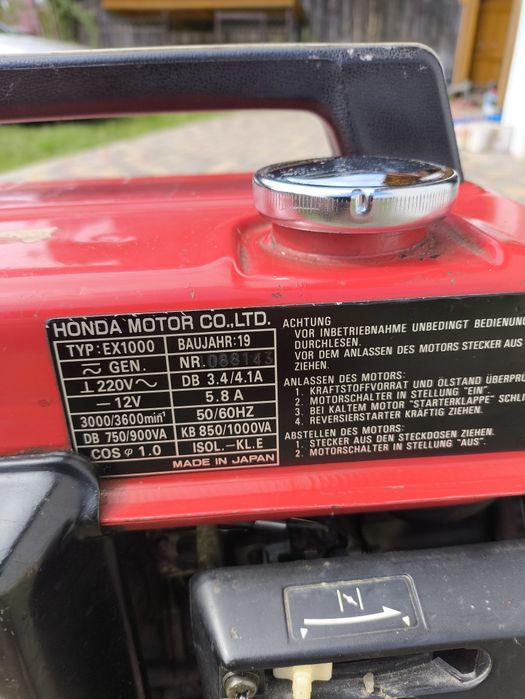 HONDA MOTOR CO.,LTD.
TYP:EX1000 BAUJAHR:19
~ GEN. NR. 1068143
⊥220V~ DB 3.4/4.1A
⎓12V 5.8 A
3000/3600min¹ 50/60HZ
DB 750/900VA KB 850/1000VA
COS φ 1.0 ISOL.-KL.E
MADE IN JAPAN
ACHTUNG
VOR INBETRIEBNAHME UNBEDINGT BEDIENUN
DURCHLESEN.
VOR DEM ANLASSEN DES MOTORS STECKER AUS
ZIEHEN.
ANLASSEN DES MOTORS:
1. KRAFTSTOFFVORRAT UND ÖLSTAND ÜBERPRÜ
2. MOTORSCHALTER IN STELLUNG "EIN".
3. BEI KALTEM MOTOR "STARTERKLAPPE" SCHLI
4. REVERSIERSTARTER KRÄFTIG ZIEHEN.
ABSTELLEN DES MOTORS:
1. STECKER AUS DEN STECKDOSEN ZIEHEN.
2. MOTORSCHALTER IN STELLUNG "AUS".